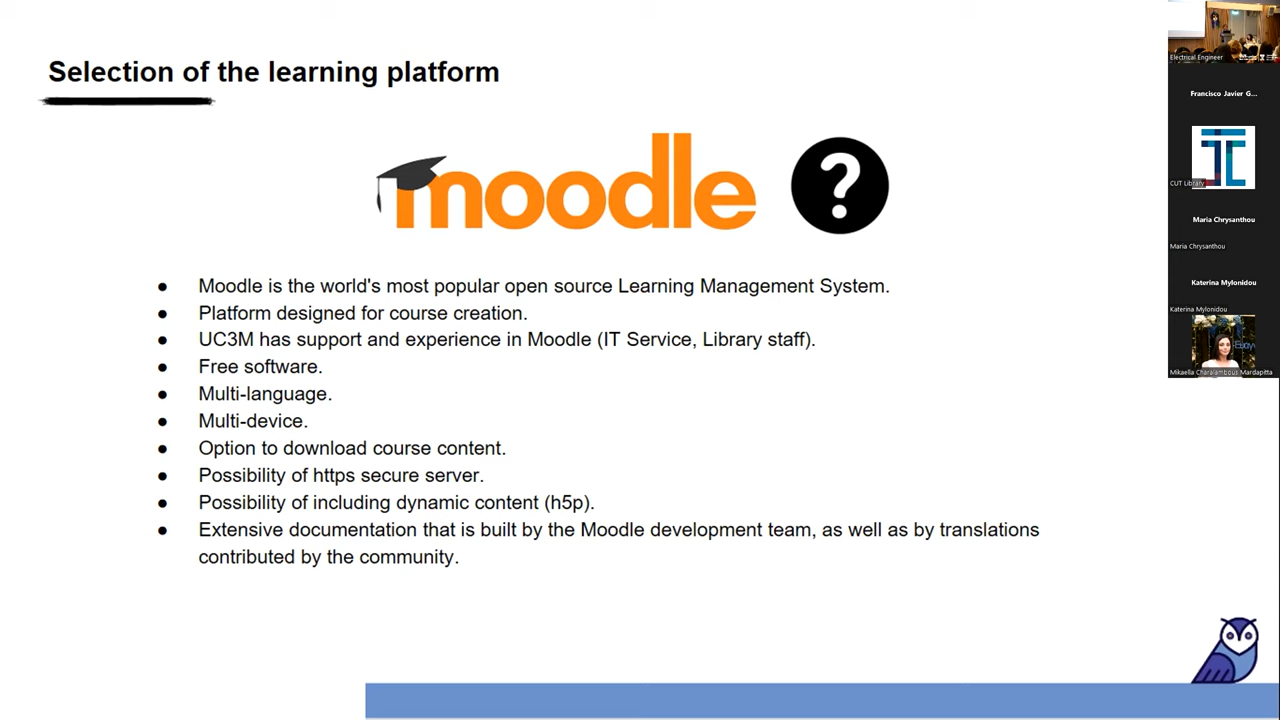 Selection of the learning platform
moodle ?
● Moodle is the world's most popular open source Learning Management System.
● Platform designed for course creation.
● UC3M has support and experience in Moodle (IT Service, Library staff).
● Free software.
● Multi-language.
● Multi-device.
● Option to download course content.
● Possibility of https secure server.
● Possibility of including dynamic content (h5p).
● Extensive documentation that is built by the Moodle development team, as well as by translations
contributed by the community.
Electrical Engineer
Francisco Javier G...
CUT Library
Maria Chrysanthou
Maria Chrysanthou
Katerina Mylonidou
Katerina Mylonidou
Mikaella Charalambous Mardapitta